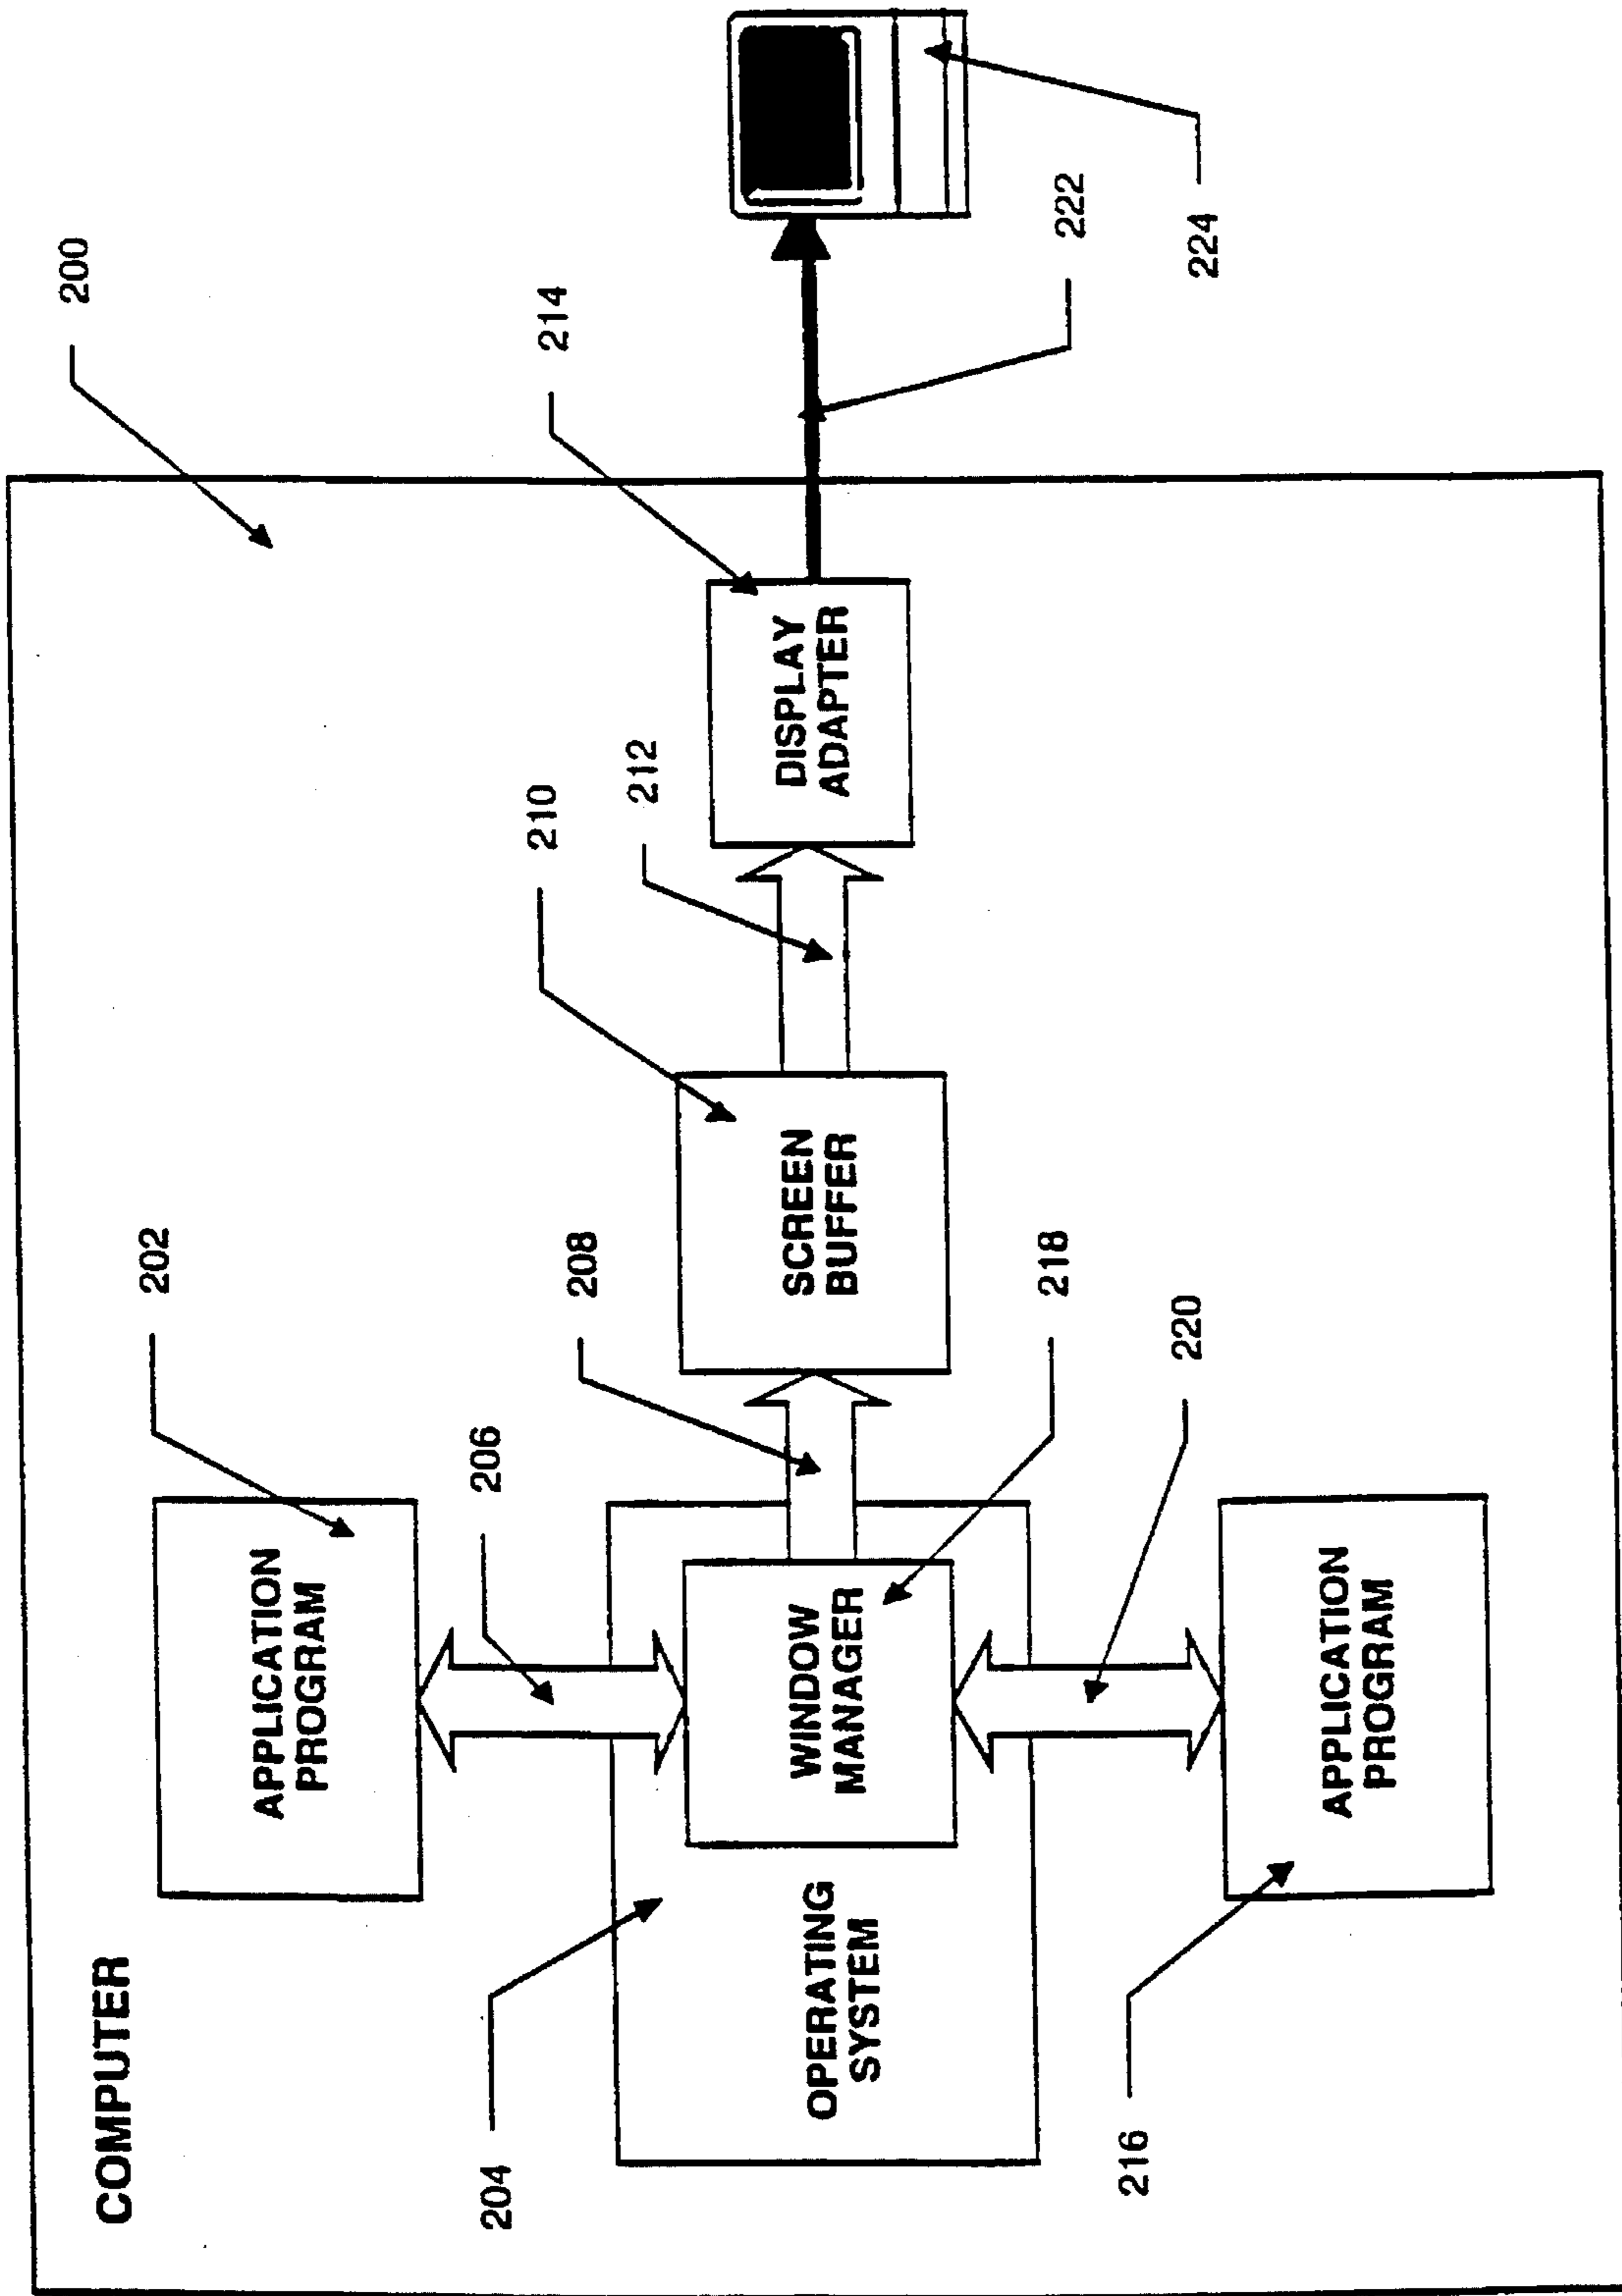 COMPUTER
200
APPLICATION
PROGRAM
202
206
204
OPERATING
SYSTEM
WINDOW
MANAGER
208
218
SCREEN
BUFFER
210
212
DISPLAY
ADAPTER
214
222
224
220
216
APPLICATION
PROGRAM